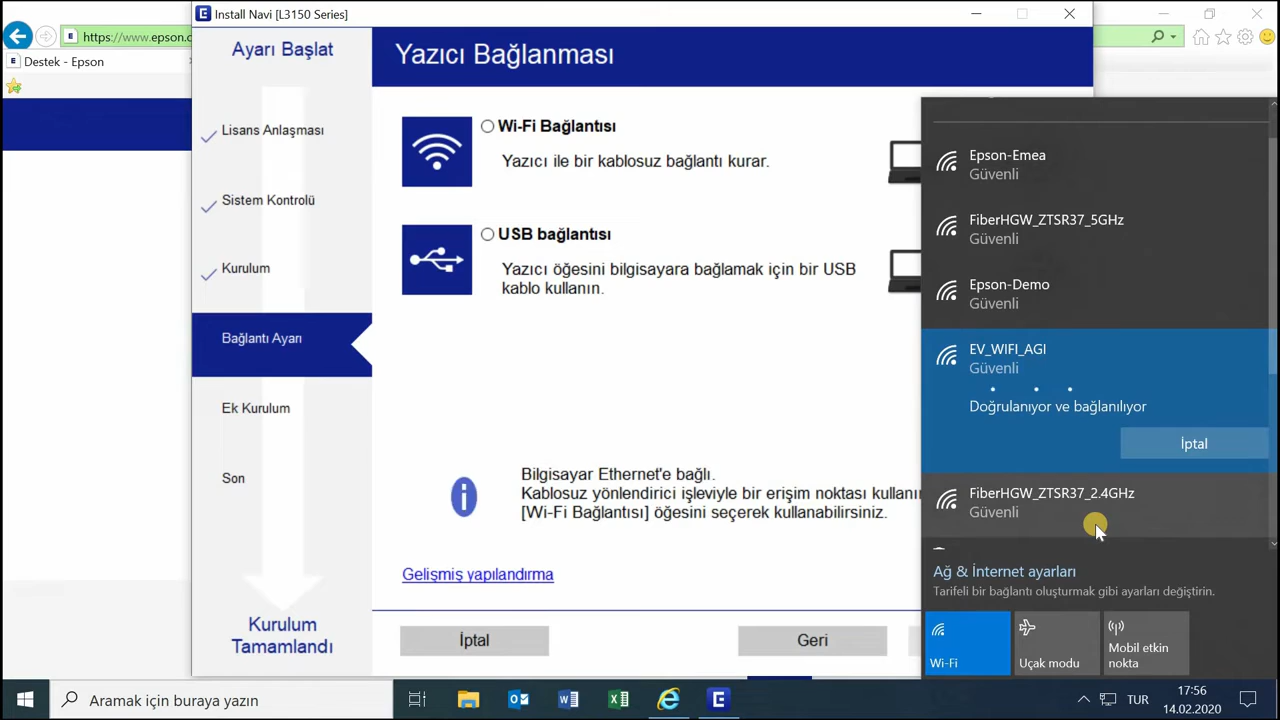 Install Navi [L3150 Series]
https://www.epson.c
Destek - Epson
Ayarı Başlat
Lisans Anlaşması
Sistem Kontrolü
Kurulum
Bağlantı Ayarı
Ek Kurulum
Son
Kurulum
Tamamlandı
Yazıcı Bağlanması
Wi-Fi Bağlantısı
Yazıcı ile bir kablosuz bağlantı kurar.
USB bağlantısı
Yazıcı öğesini bilgisayara bağlamak için bir USB
kablo kullanın.
Bilgisayar Ethernet'e bağlı.
Kablosuz yönlendirici işleviyle bir erişim noktası kullanı
[Wi-Fi Bağlantısı] öğesini seçerek kullanabilirsiniz.
Gelişmiş yapılandırma
İptal
Geri
Epson-Emea
Güvenli
FiberHGW_ZTSR37_5GHz
Güvenli
Epson-Demo
Güvenli
EV_WIFI_AGI
Güvenli
Doğrulanıyor ve bağlanılıyor
İptal
FiberHGW_ZTSR37_2.4GHz
Güvenli
Ağ & İnternet ayarları
Tarifeli bir bağlantı oluşturmak gibi ayarları değiştirin.
Wi-Fi
Uçak modu
Mobil etkin
nokta
Aramak için buraya yazın
TUR
17:56
14.02.2020